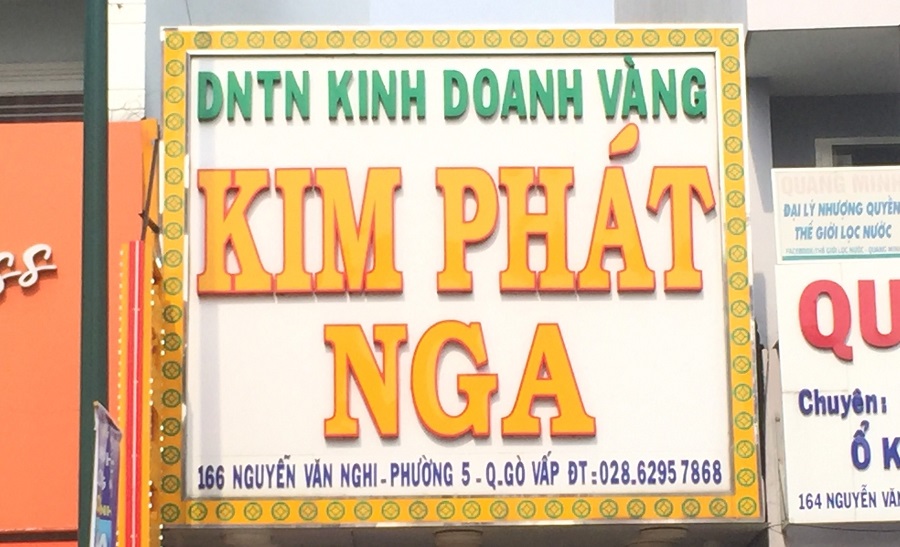 DNTN KINH DOANH VÀNG
KIM PHÁT
NGA
166 NGUYỄN VĂN NGHI - PHƯỜNG 5 - Q.GÒ VẤP ĐT: 028.6295 7868
QUANG MINH
ĐẠI LÝ NHƯỢNG QUYỀN
THẾ GIỚI LỌC NƯỚC
QU
Chuyên:
Ổ K
164 NGUYỄN VĂN